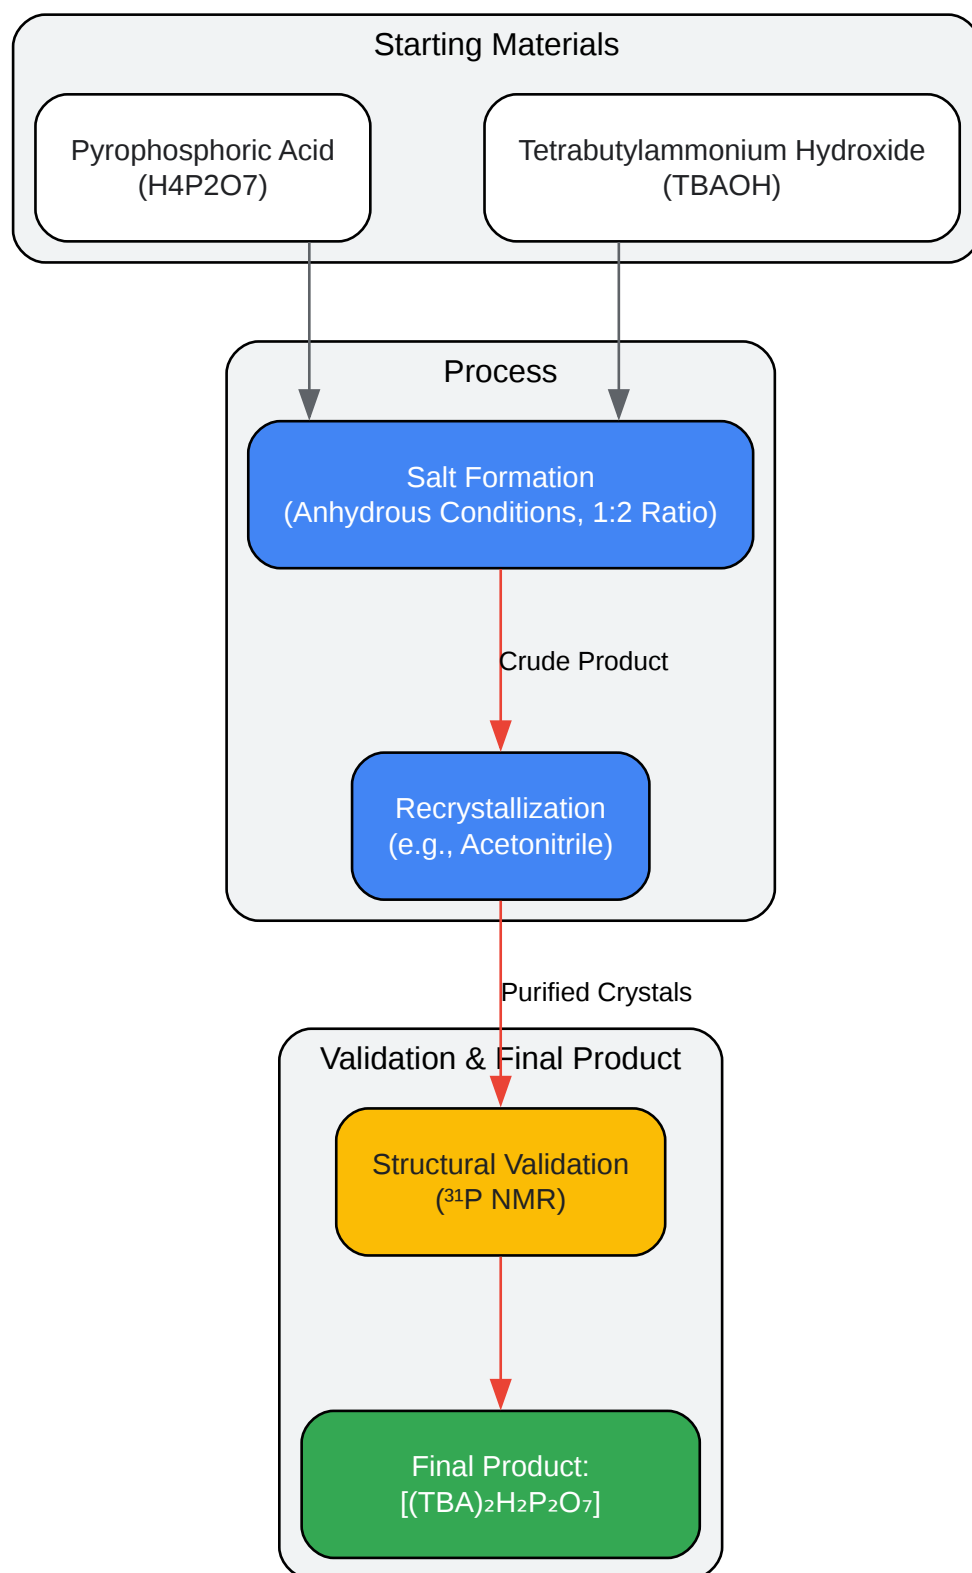 Starting Materials
Pyrophosphoric Acid
(H4P2O7)
Tetrabutylammonium Hydroxide
(TBAOH)
Process
Salt Formation
(Anhydrous Conditions, 1:2 Ratio)
Crude Product
Recrystallization
(e.g., Acetonitrile)
Purified Crystals
Validation & Final Product
Structural Validation
(³¹P NMR)
Final Product:
[(TBA)₂H₂P₂O₇]